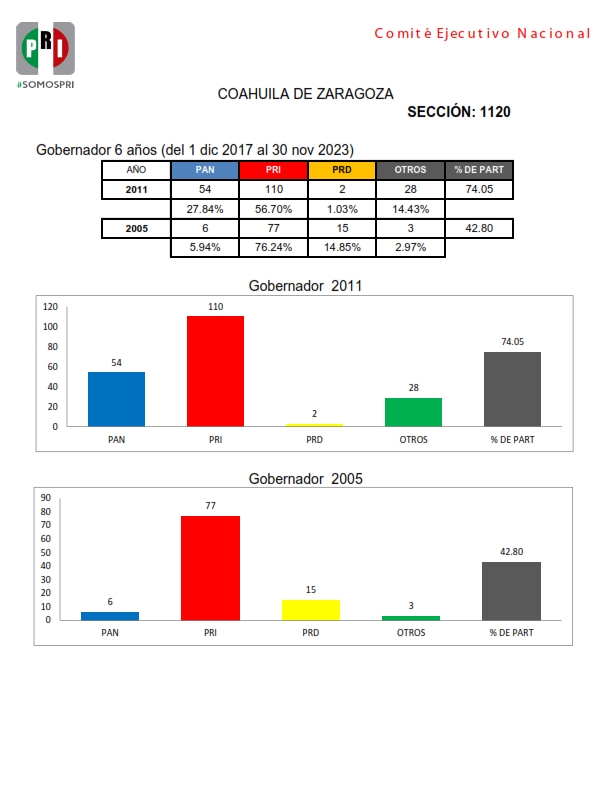 PRI
#SOMOSPRI
Comité Ejecutivo Nacional
COAHUILA DE ZARAGOZA
SECCIÓN: 1120
Gobernador 6 años (del 1 dic 2017 al 30 nov 2023)
AÑO PAN PRI PRD OTROS % DE PART
2011 54 110 2 28 74.05
27.84% 56.70% 1.03% 14.43%
2005 6 77 15 3 42.80
5.94% 76.24% 14.85% 2.97%
Gobernador 2011
120
100
80
60
40
20
0
54
110
2
28
74.05
PAN PRI PRD OTROS % DE PART
Gobernador 2005
90
80
70
60
50
40
30
20
10
0
6
77
15
3
42.80
PAN PRI PRD OTROS % DE PART